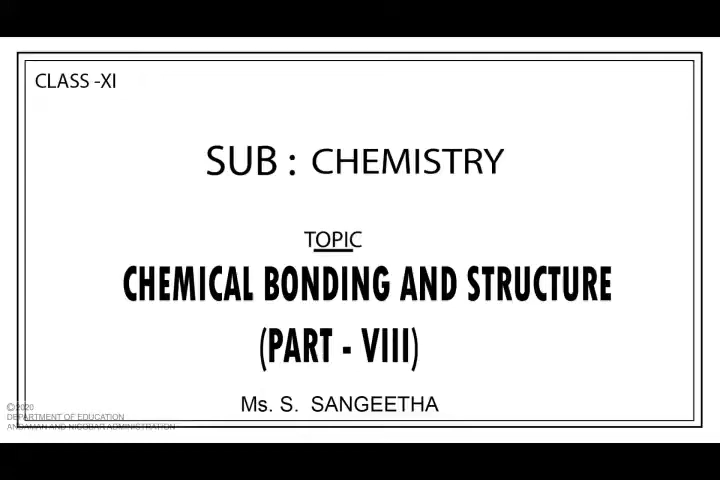 CLASS -XI
SUB : CHEMISTRY
TOPIC
CHEMICAL BONDING AND STRUCTURE
(PART - VIII)
Ms. S. SANGEETHA
©2020
DEPARTMENT OF EDUCATION
ANDAMAN AND NICOBAR ADMINISTRATION